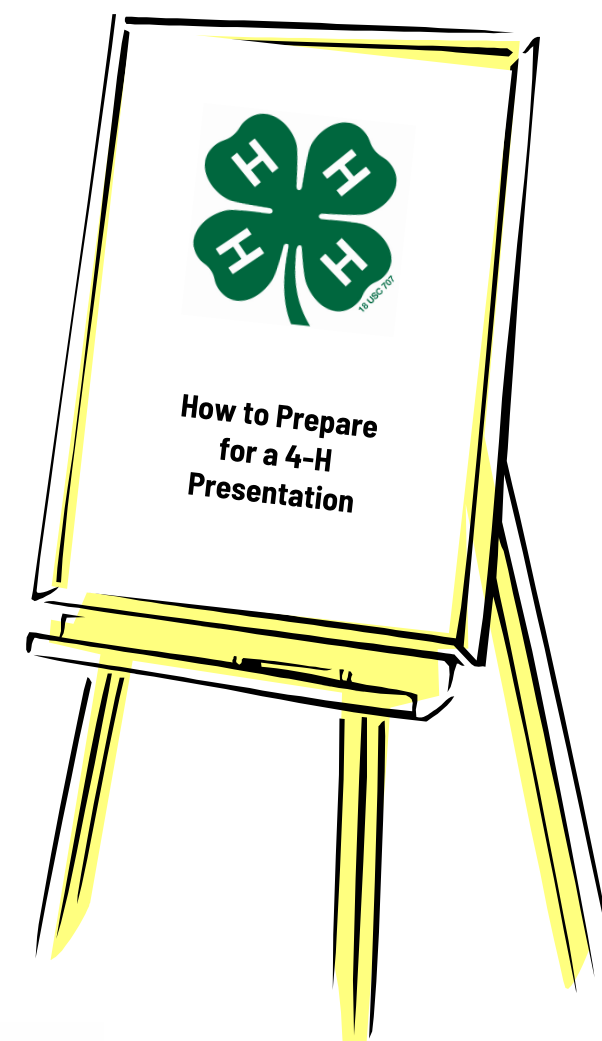 H H
H H
18 USC 707
How to Prepare
for a 4-H
Presentation